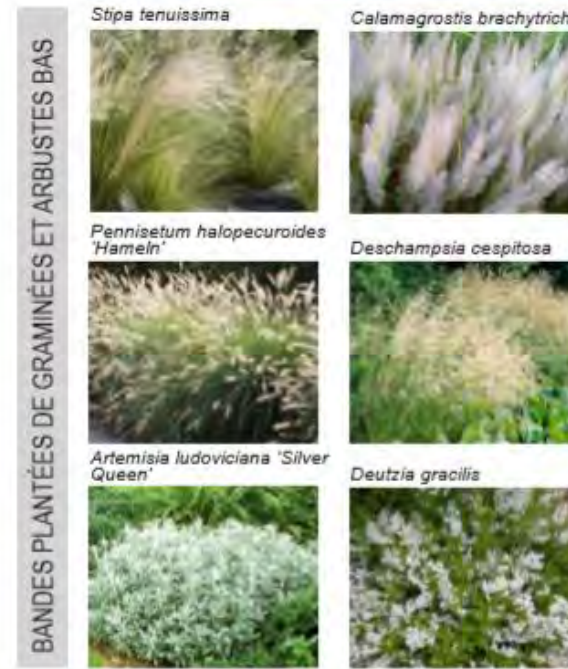 BANDES PLANTÉES DE GRAMINÉES ET ARBUSTES BAS
Stipa tenuissima
Calamagrostis brachytrich
Pennisetum halopecuroides
'Hameln'
Deschampsia cespitosa
Artemisia ludoviciana 'Silver
Queen'
Deutzia gracilis